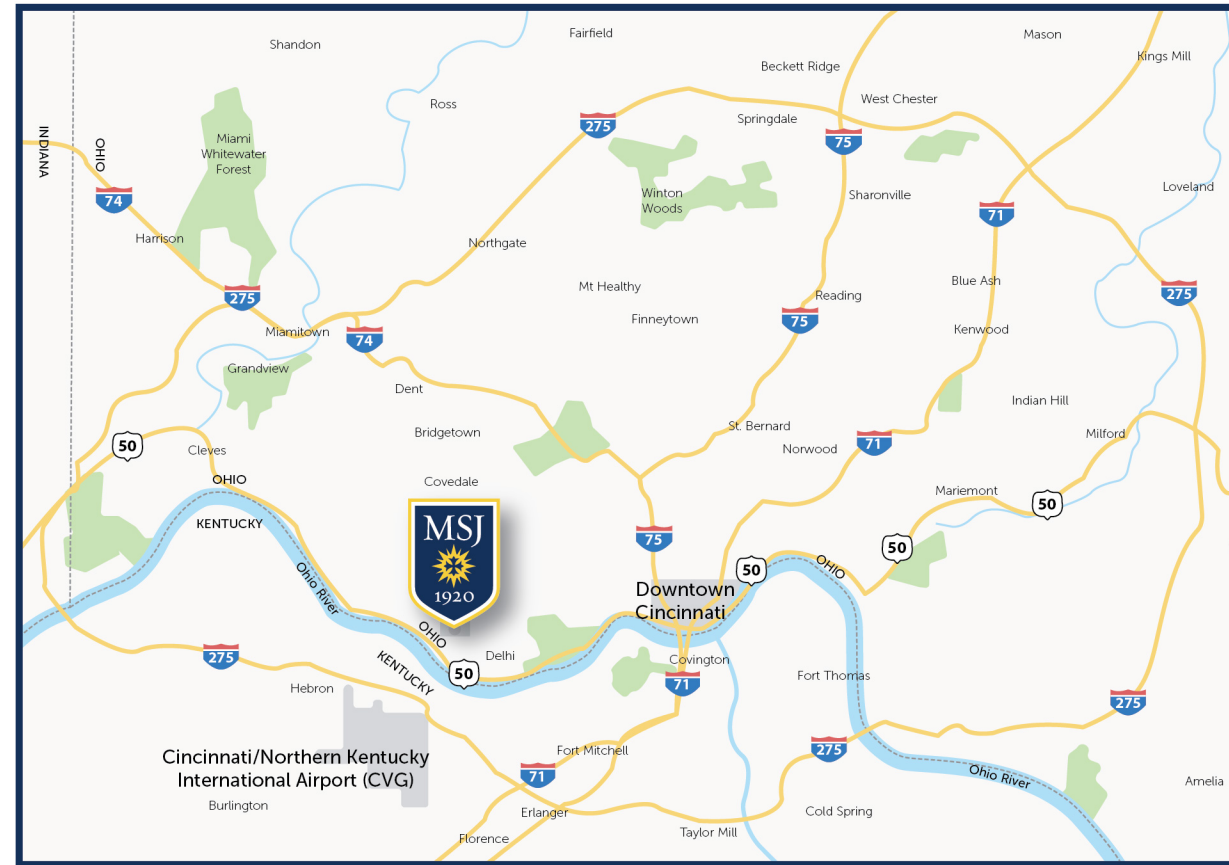 Shandon
Fairfield
Mason
Kings Mill
Beckett Ridge
Ross
West Chester
275
Springdale
75
INDIANA
OHIO
Miami
Whitewater
Forest
74
Winton
Woods
Sharonville
Loveland
71
Harrison
Northgate
Blue Ash
Mt Healthy
275
275
Reading
Miamitown
Finneytown
75
Kenwood
74
Grandview
Dent
Indian Hill
Bridgetown
St. Bernard
Milford
50
Cleves
Norwood
71
OHIO
Covedale
Mariemont
50
KENTUCKY
MSJ
1920
75
50
Ohio River
50
OHIO
Downtown
Cincinnati
OHIO
KENTUCKY
Delhi
275
50
Covington
Hebron
71
Fort Thomas
275
Cincinnati/Northern Kentucky
International Airport (CVG)
Fort Mitchell
275
71
Ohio River
Amelia
Burlington
Erlanger
Cold Spring
Florence
Taylor Mill